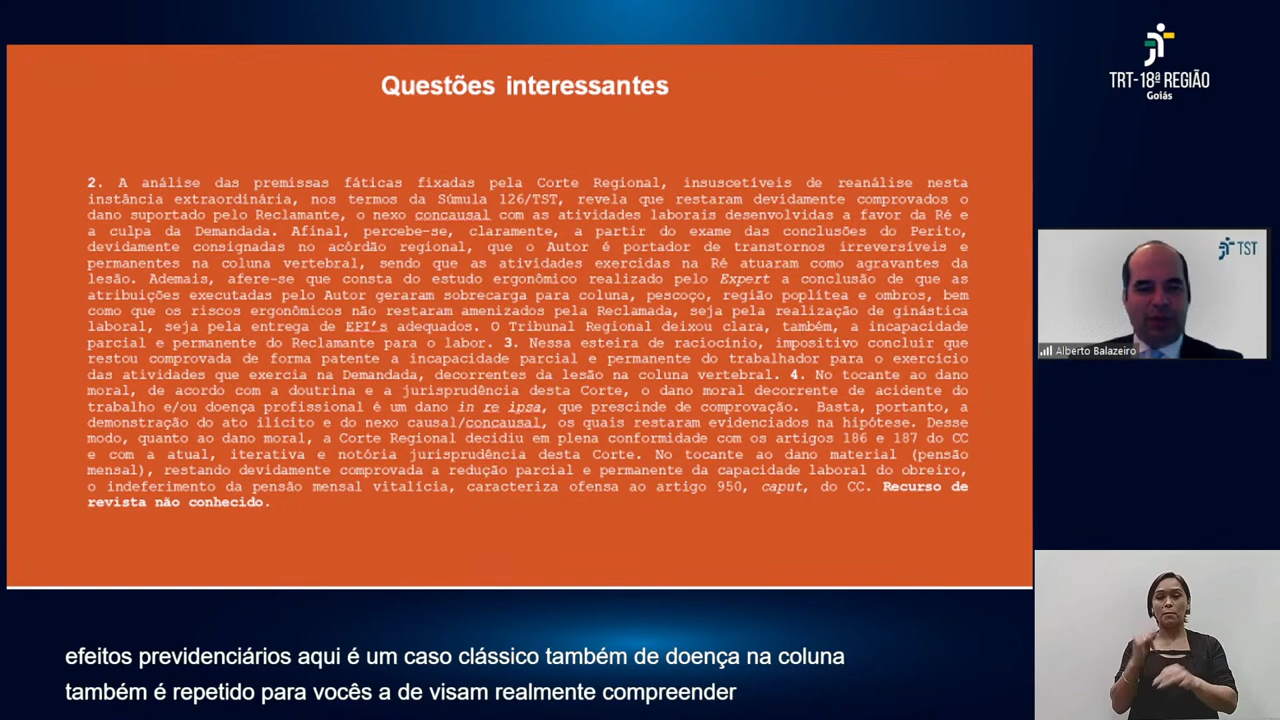 Questões interessantes
2. A análise das premissas fáticas fixadas pela Corte Regional, insuscetíveis de reanálise nesta
instância extraordinária, nos termos da Súmula 126/TST, revela que restaram devidamente comprovados o
dano suportado pelo Reclamante, o nexo concausal com as atividades laborais desenvolvidas a favor da Ré e
a culpa da Demandada. Afinal, percebe-se, claramente, a partir do exame das conclusões do Perito,
devidamente consignadas no acórdão regional, que o Autor é portador de transtornos irreversíveis e
permanentes na coluna vertebral, sendo que as atividades exercidas na Ré atuaram como agravantes da
lesão. Ademais, afere-se que consta do estudo ergonômico realizado pelo Expert a conclusão de que as
atribuições executadas pelo Autor geraram sobrecarga para coluna, pescoço, região poplítea e ombros, bem
como que os riscos ergonômicos não restaram amenizados pela Reclamada, seja pela realização de ginástica
laboral, seja pela entrega de EPI's adequados. O Tribunal Regional deixou clara, também, a incapacidade
parcial e permanente do Reclamante para o labor. 3. Nessa esteira de raciocínio, impositivo concluir que
restou comprovada de forma patente a incapacidade parcial e permanente do trabalhador para o exercício
das atividades que exercia na Demandada, decorrentes da lesão na coluna vertebral. 4. No tocante ao dano
moral, de acordo com a doutrina e a jurisprudência desta Corte, o dano moral decorrente de acidente do
trabalho e/ou doença profissional é um dano in re ipsa, que prescinde de comprovação. Basta, portanto, a
demonstração do ato ilícito e do nexo causal/concausal, os quais restaram evidenciados na hipótese. Desse
modo, quanto ao dano moral, a Corte Regional decidiu em plena conformidade com os artigos 186 e 187 do CC
e com a atual, iterativa e notória jurisprudência desta Corte. No tocante ao dano material (pensão
mensal), restando devidamente comprovada a redução parcial e permanente da capacidade laboral do obreiro,
o indeferimento da pensão mensal vitalícia, caracteriza ofensa ao artigo 950, caput, do CC. Recurso de
revista não conhecido.
TRT-18ª REGIÃO
Goiás
TST
Alberto Balazeiro
efeitos previdenciários aqui é um caso clássico também de doença na coluna
também é repetido para vocês a de visam realmente compreender